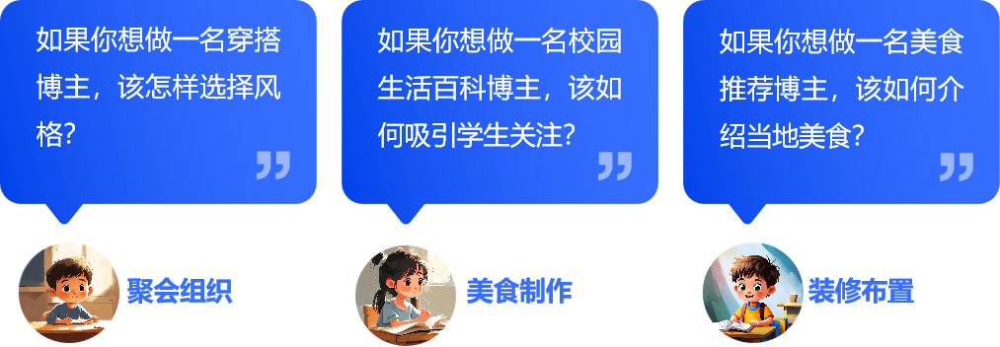 如果你想做一名穿搭
博主，该怎样选择风
格？
聚会组织
如果你想做一名校园
生活百科博主，该如
何吸引学生关注？
美食制作
如果你想做一名美食
推荐博主，该如何介
绍当地美食？
装修布置